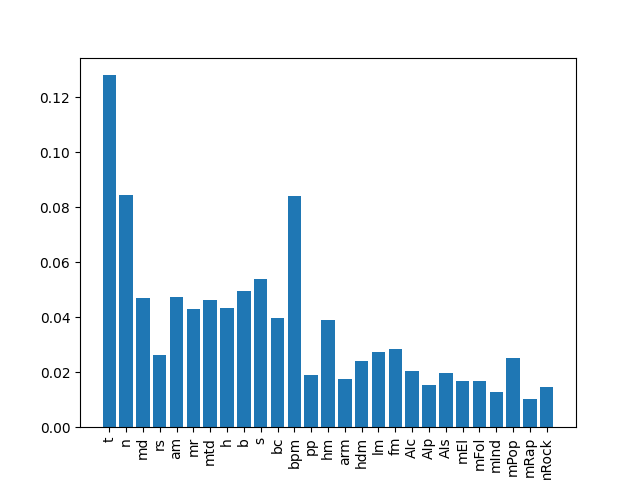 0.12
0.10
0.08
0.06
0.04
0.02
0.00
t
n
md
rs
am
mr
mtd
h
b
s
bc
bpm
pp
hm
arm
hdm
lm
fm
Alc
Alp
Als
mEl
mFol
mInd
mPop
mRap
mRock